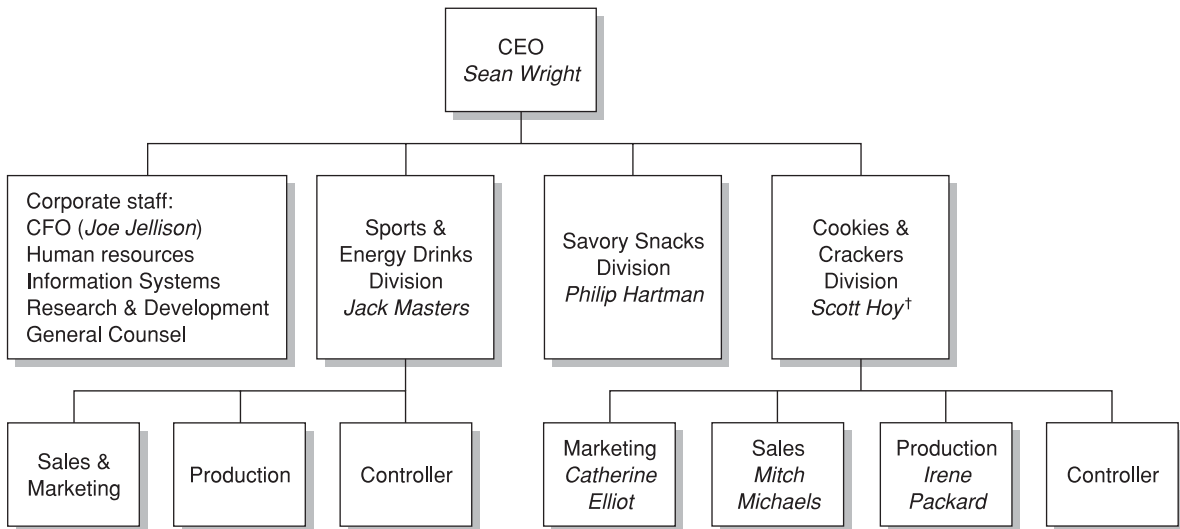 CEO
Sean Wright
Corporate staff:
CFO (Joe Jellison)
Human resources
Information Systems
Research & Development
General Counsel
Sports &
Energy Drinks
Division
Jack Masters
Savory Snacks
Division
Philip Hartman
Cookies &
Crackers
Division
Scott Hoy†
Sales &
Marketing
Production
Controller
Marketing
Catherine
Elliot
Sales
Mitch
Michaels
Production
Irene
Packard
Controller